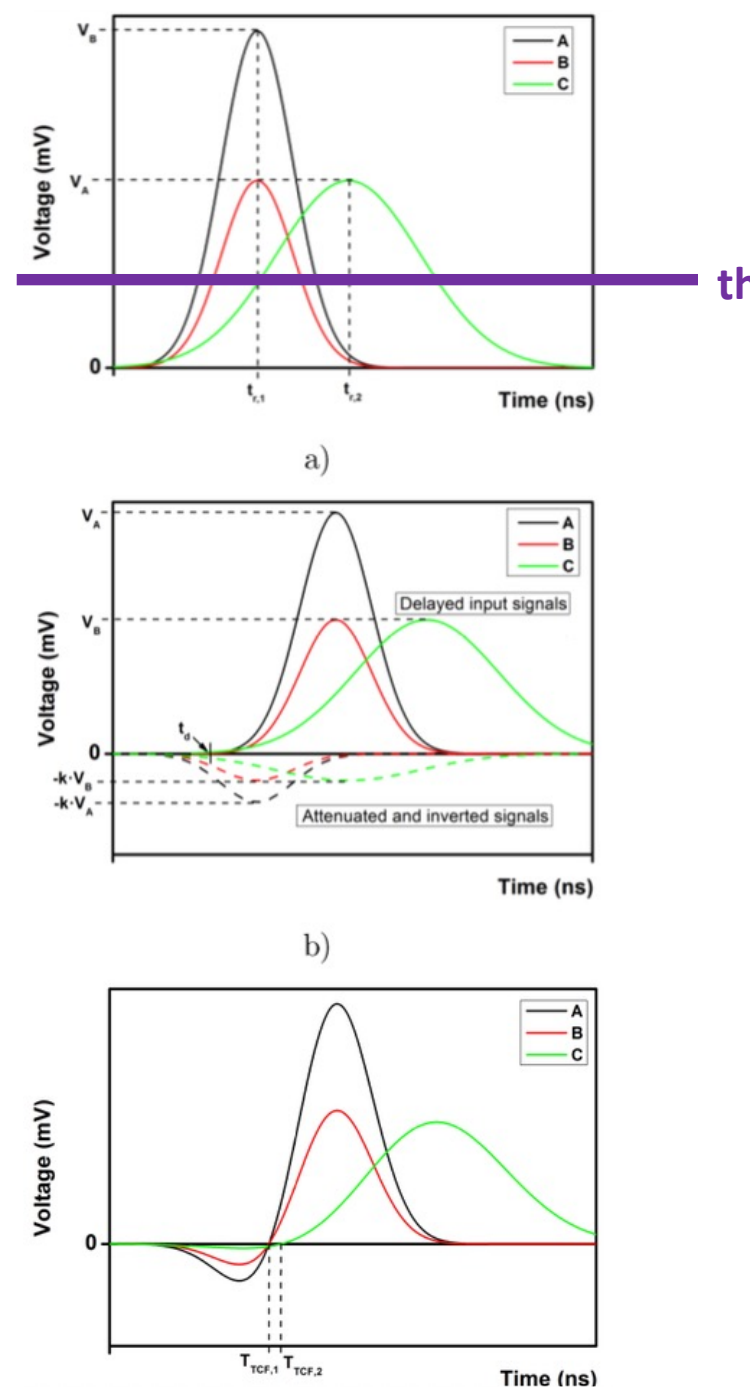 V_B
A
B
C
Voltage (mV)
V_A
0
t_r,1
t_r,2
Time (ns)
a)
V_A
A
B
C
Delayed input signals
V_B
Voltage (mV)
t_d
0
-k·V_B
-k·V_A
Attenuated and inverted signals
Time (ns)
b)
A
B
C
Voltage (mV)
0
T_TCF,1
T_TCF,2
Time (ns)